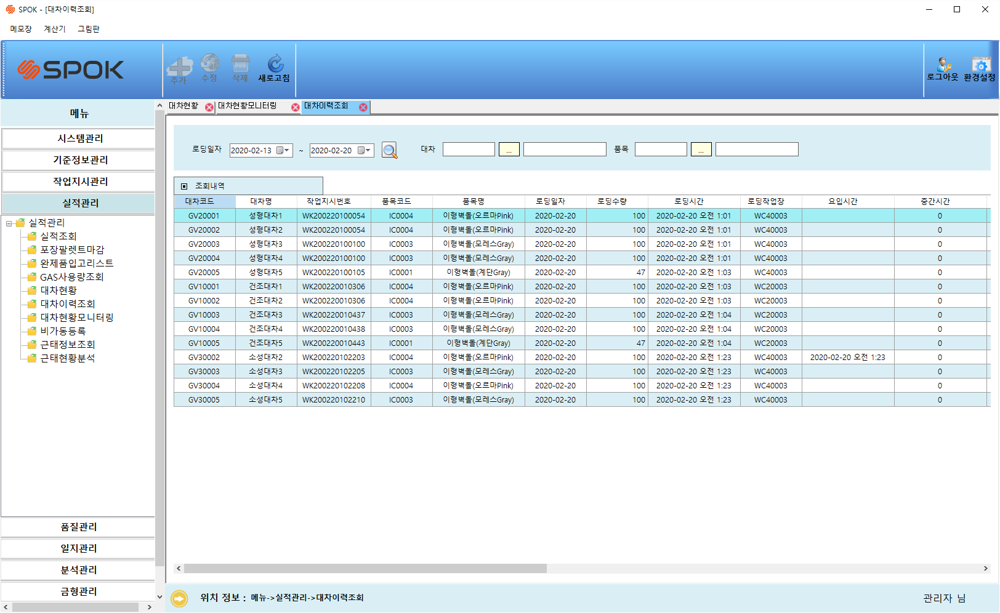 SPOK - [대차이력조회]
메모장 계산기 그림판
SPOK 추가 수정 삭제 새로고침 로그아웃 환경설정
메뉴
시스템관리
기준정보관리
작업지시관리
실적관리
실적관리
실적조회
포장팔렛트마감
완제품입고리스트
GAS사용량조회
대차현황
대차이력조회
대차현황모니터링
비가동등록
근태정보조회
근태현황분석
품질관리
일지관리
분석관리
금형관리
대차현황 대차현황모니터링 대차이력조회
로딩일자 2020-02-13 ~ 2020-02-20 대차 ... 품목 ...
조회내역
대차코드 대차명 작업지시번호 품목코드 품목명 로딩일자 로딩수량 로딩시간 로딩작업장 요입시간 중간시간
GV20001 성형대차1 WK200220100054 IC0004 이형벽돌(오르마Pink) 2020-02-20 100 2020-02-20 오전 1:01 WC40003 0
GV20002 성형대차2 WK200220100054 IC0004 이형벽돌(오르마Pink) 2020-02-20 100 2020-02-20 오전 1:01 WC40003 0
GV20003 성형대차3 WK200220100100 IC0003 이형벽돌(모레스Gray) 2020-02-20 100 2020-02-20 오전 1:01 WC40003 0
GV20004 성형대차4 WK200220100100 IC0003 이형벽돌(모레스Gray) 2020-02-20 100 2020-02-20 오전 1:01 WC40003 0
GV20005 성형대차5 WK200220100105 IC0001 이형벽돌(계단Gray) 2020-02-20 47 2020-02-20 오전 1:03 WC40003 0
GV10001 건조대차1 WK200220010306 IC0004 이형벽돌(오르마Pink) 2020-02-20 100 2020-02-20 오전 1:03 WC20003 0
GV10002 건조대차2 WK200220010306 IC0004 이형벽돌(오르마Pink) 2020-02-20 100 2020-02-20 오전 1:03 WC20003 0
GV10003 건조대차3 WK200220010437 IC0003 이형벽돌(모레스Gray) 2020-02-20 100 2020-02-20 오전 1:04 WC20003 0
GV10004 건조대차4 WK200220010438 IC0003 이형벽돌(모레스Gray) 2020-02-20 100 2020-02-20 오전 1:04 WC20003 0
GV10005 건조대차5 WK200220010443 IC0001 이형벽돌(계단Gray) 2020-02-20 47 2020-02-20 오전 1:04 WC20003 0
GV30002 소성대차2 WK200220102203 IC0004 이형벽돌(오르마Pink) 2020-02-20 100 2020-02-20 오전 1:23 WC40003 2020-02-20 오전 1:23 0
GV30003 소성대차3 WK200220102205 IC0003 이형벽돌(모레스Gray) 2020-02-20 100 2020-02-20 오전 1:23 WC40003 0
GV30004 소성대차4 WK200220102208 IC0004 이형벽돌(오르마Pink) 2020-02-20 100 2020-02-20 오전 1:23 WC40003 0
GV30005 소성대차5 WK200220102210 IC0003 이형벽돌(모레스Gray) 2020-02-20 100 2020-02-20 오전 1:23 WC40003 0
위치 정보 : 메뉴->실적관리->대차이력조회 관리자 님